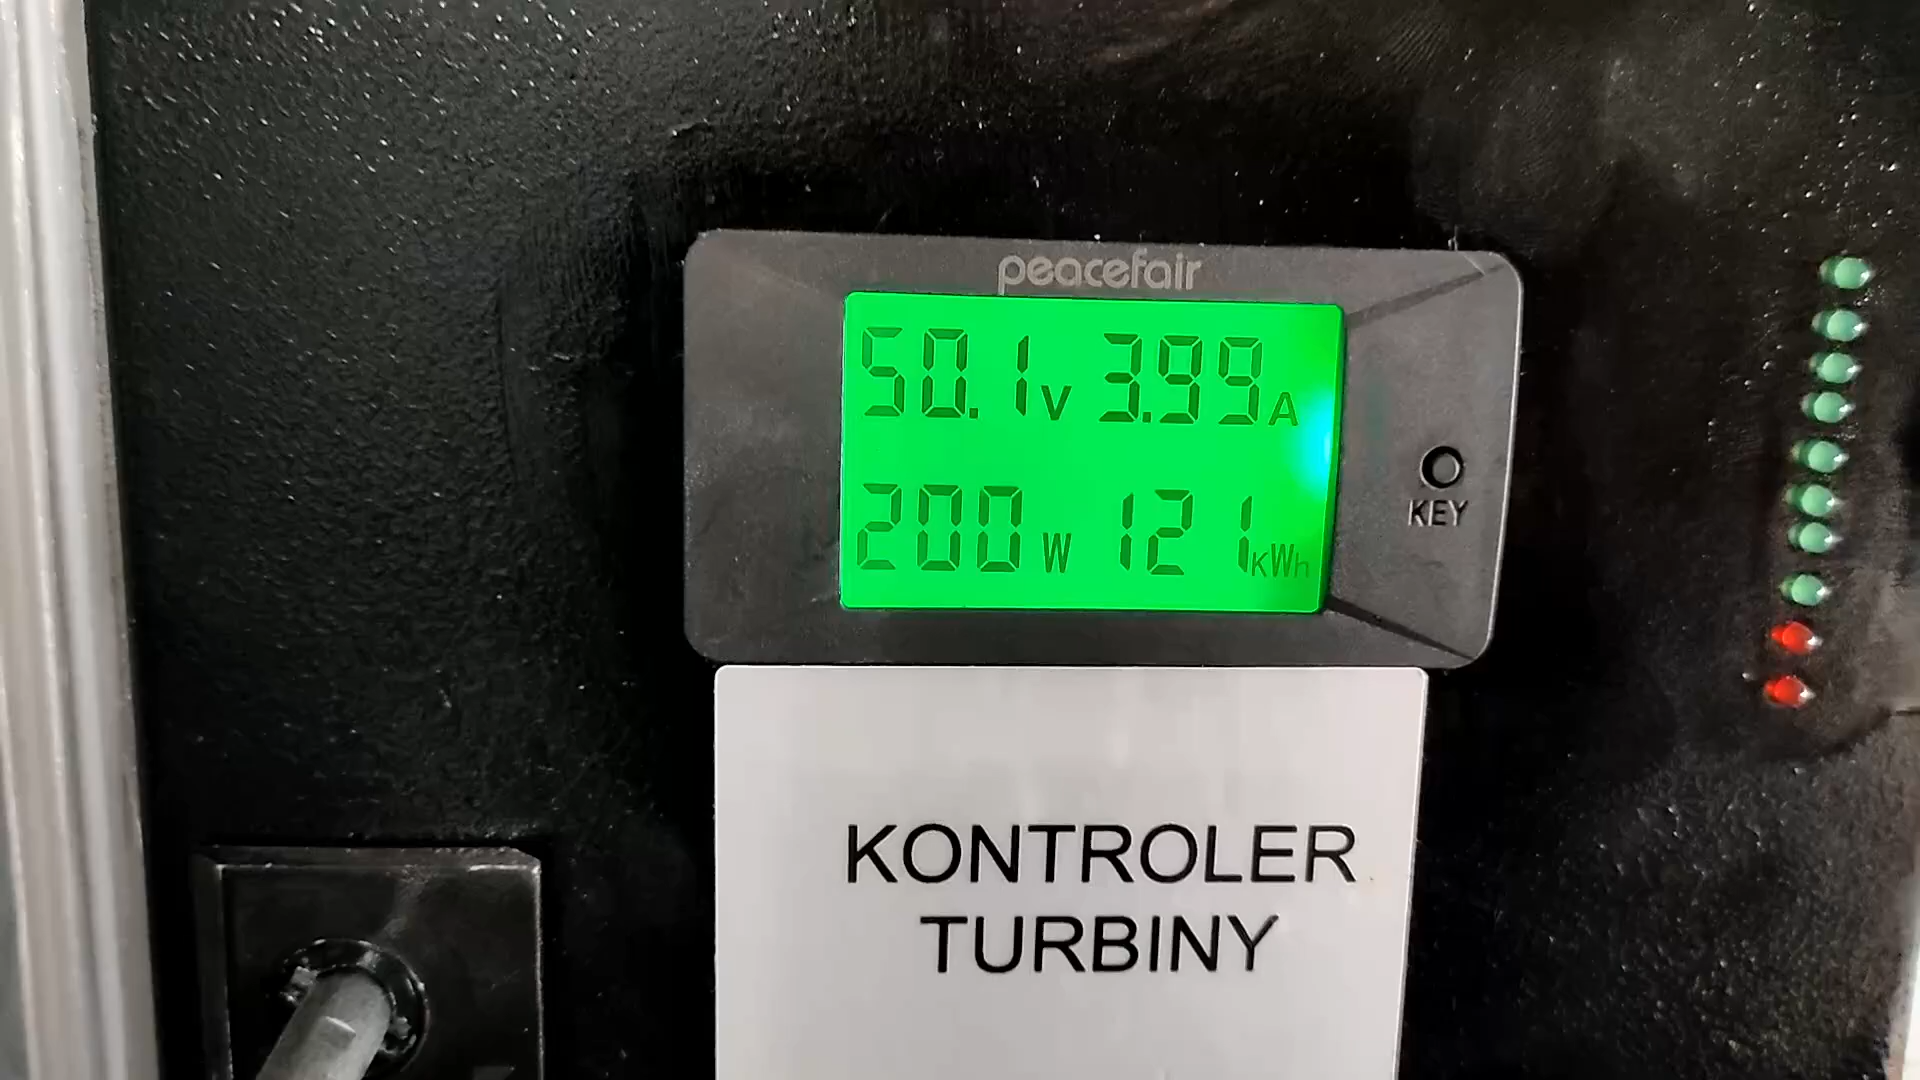 peacefair
50.1V 3.99A
200W 121kWh
KEY
KONTROLER
TURBINY